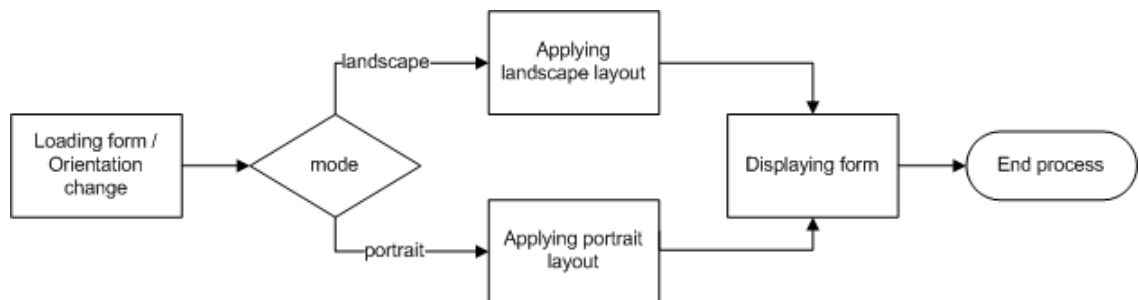 Loading form /
Orientation
change
mode
landscape
Applying
landscape layout
portrait
Applying portrait
layout
Displaying form
End process